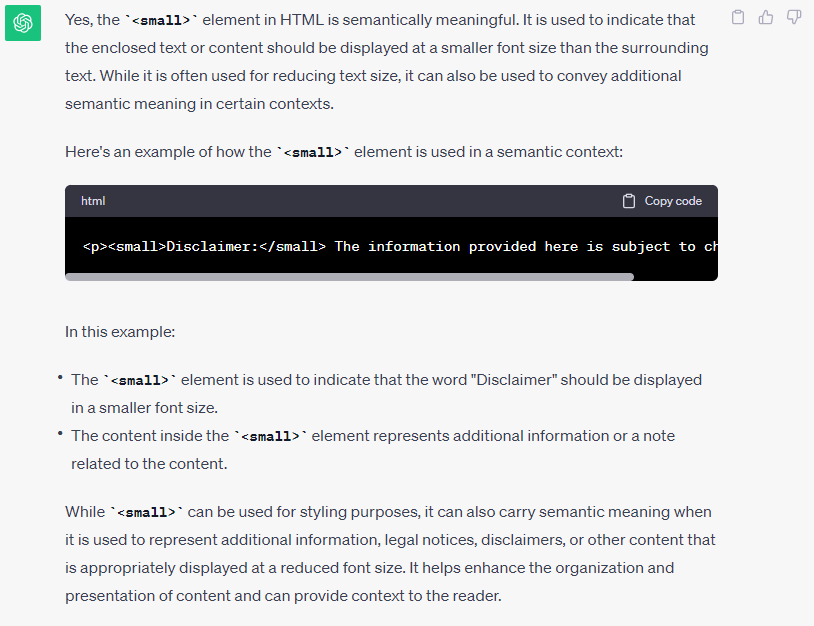 Yes, the `<small>` element in HTML is semantically meaningful. It is used to indicate that
the enclosed text or content should be displayed at a smaller font size than the surrounding
text. While it is often used for reducing text size, it can also be used to convey additional
semantic meaning in certain contexts.
Here's an example of how the `<small>` element is used in a semantic context:
html Copy code
<p><small>Disclaimer:</small> The information provided here is subject to ch
In this example:
• The `<small>` element is used to indicate that the word "Disclaimer" should be displayed
in a smaller font size.
• The content inside the `<small>` element represents additional information or a note
related to the content.
While `<small>` can be used for styling purposes, it can also carry semantic meaning when
it is used to represent additional information, legal notices, disclaimers, or other content that
is appropriately displayed at a reduced font size. It helps enhance the organization and
presentation of content and can provide context to the reader.